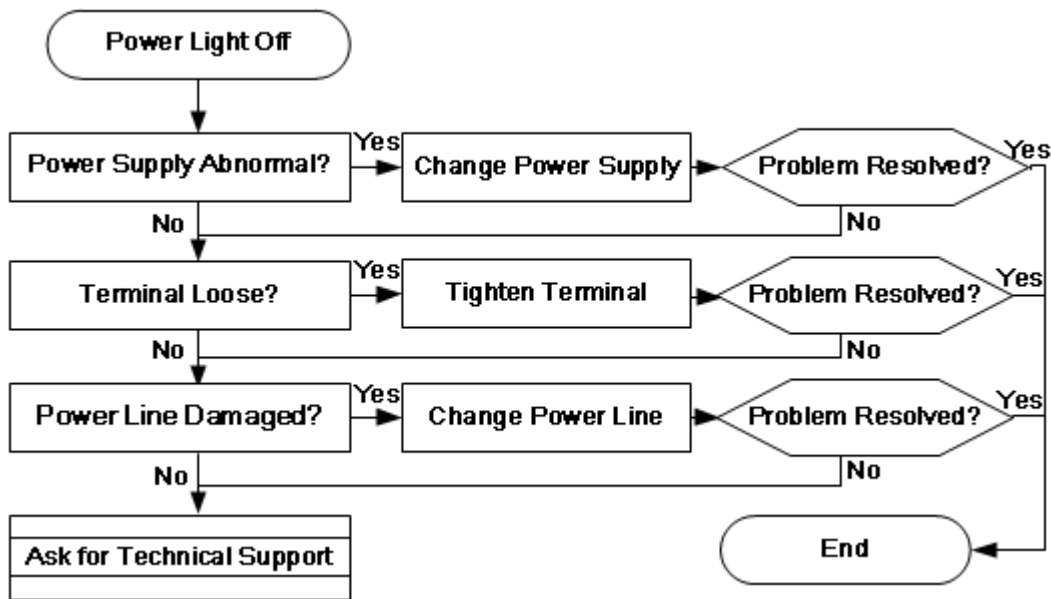 Power Light Off
Power Supply Abnormal?
Yes
Change Power Supply
Problem Resolved?
Yes
No
No
Terminal Loose?
Yes
Tighten Terminal
Problem Resolved?
Yes
No
No
Power Line Damaged?
Yes
Change Power Line
Problem Resolved?
Yes
No
No
Ask for Technical Support
End